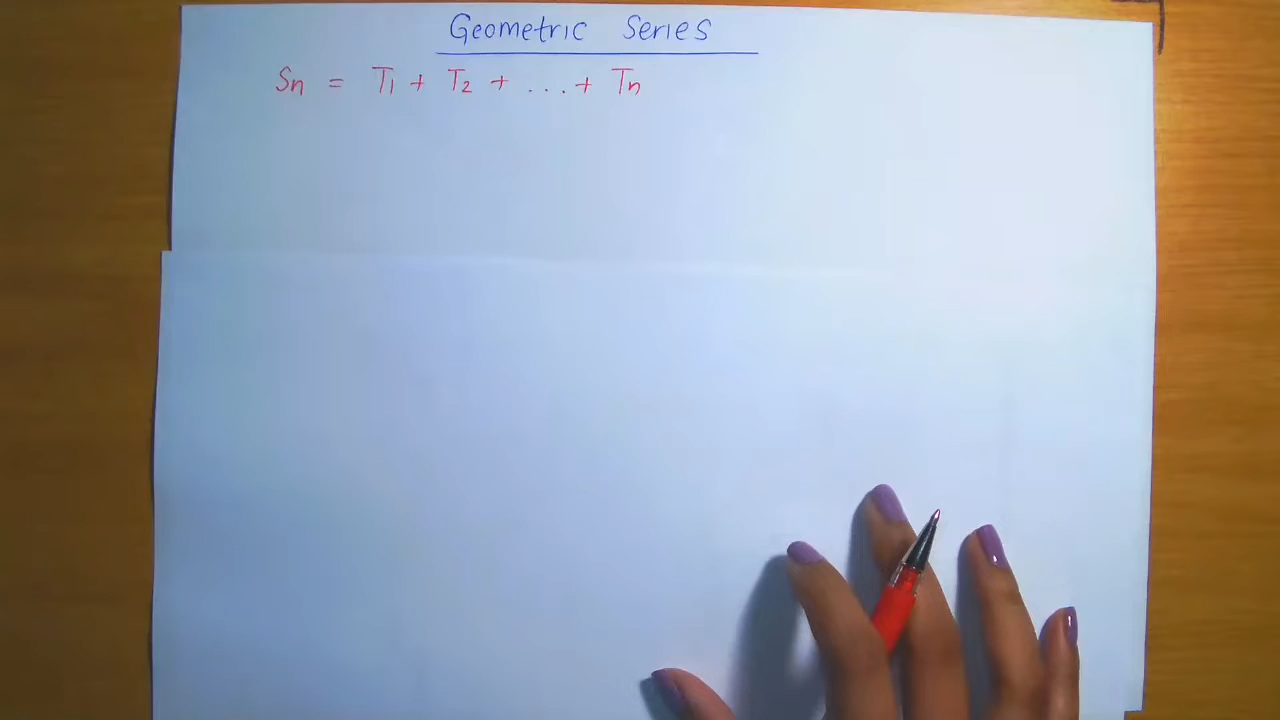 Geometric Series
Sn = T1 + T2 + ... + Tn